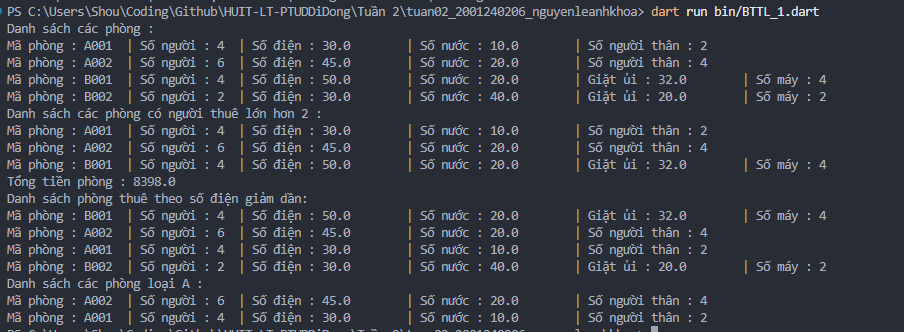 PS C:\Users\Shou\Coding\Github\HUIT-LT-PTUDDiDong\Tuần 2\tuan02_2001240206_nguyenleanhkhoa> dart run bin/BTTL_1.dart
Danh sách các phòng :
Mã phòng : A001 | Số người : 4 | Số điện : 30.0 | Số nước : 10.0 | Số người thân : 2
Mã phòng : A002 | Số người : 6 | Số điện : 45.0 | Số nước : 20.0 | Số người thân : 4
Mã phòng : B001 | Số người : 4 | Số điện : 50.0 | Số nước : 20.0 | Giặt ủi : 32.0 | Số máy : 4
Mã phòng : B002 | Số người : 2 | Số điện : 30.0 | Số nước : 40.0 | Giặt ủi : 20.0 | Số máy : 2
Danh sách các phòng có người thuê lớn hơn 2 :
Mã phòng : A001 | Số người : 4 | Số điện : 30.0 | Số nước : 10.0 | Số người thân : 2
Mã phòng : A002 | Số người : 6 | Số điện : 45.0 | Số nước : 20.0 | Số người thân : 4
Mã phòng : B001 | Số người : 4 | Số điện : 50.0 | Số nước : 20.0 | Giặt ủi : 32.0 | Số máy : 4
Tổng tiền phòng : 8398.0
Danh sách phòng thuê theo số điện giảm dần:
Mã phòng : B001 | Số người : 4 | Số điện : 50.0 | Số nước : 20.0 | Giặt ủi : 32.0 | Số máy : 4
Mã phòng : A002 | Số người : 6 | Số điện : 45.0 | Số nước : 20.0 | Số người thân : 4
Mã phòng : A001 | Số người : 4 | Số điện : 30.0 | Số nước : 10.0 | Số người thân : 2
Mã phòng : B002 | Số người : 2 | Số điện : 30.0 | Số nước : 40.0 | Giặt ủi : 20.0 | Số máy : 2
Danh sách các phòng loại A :
Mã phòng : A002 | Số người : 6 | Số điện : 45.0 | Số nước : 20.0 | Số người thân : 4
Mã phòng : A001 | Số người : 4 | Số điện : 30.0 | Số nước : 10.0 | Số người thân : 2
PS C:\Users\Shou\Coding\Github\HUIT-LT-PTUDDiDong\Tuần 2\tuan02_2001240206_nguyenleanhkhoa>